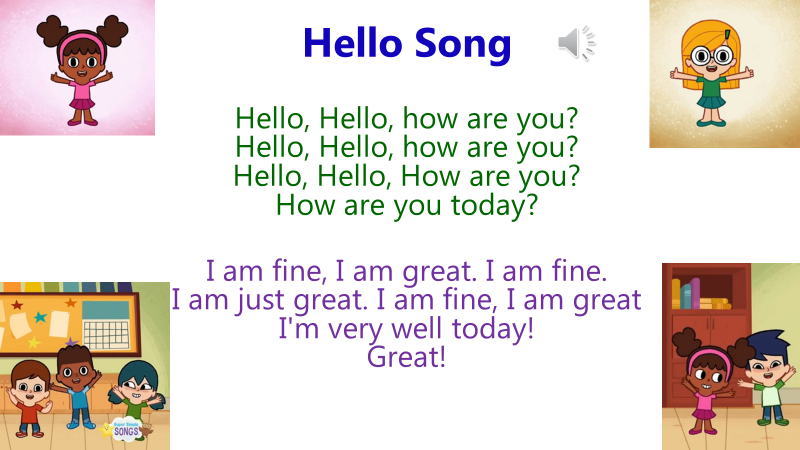 Hello Song
Hello, Hello, how are you?
Hello, Hello, how are you?
Hello, Hello, How are you?
How are you today?
I am fine, I am great. I am fine.
I am just great. I am fine, I am great
I'm very well today!
Great!
Super Simple
SONGS